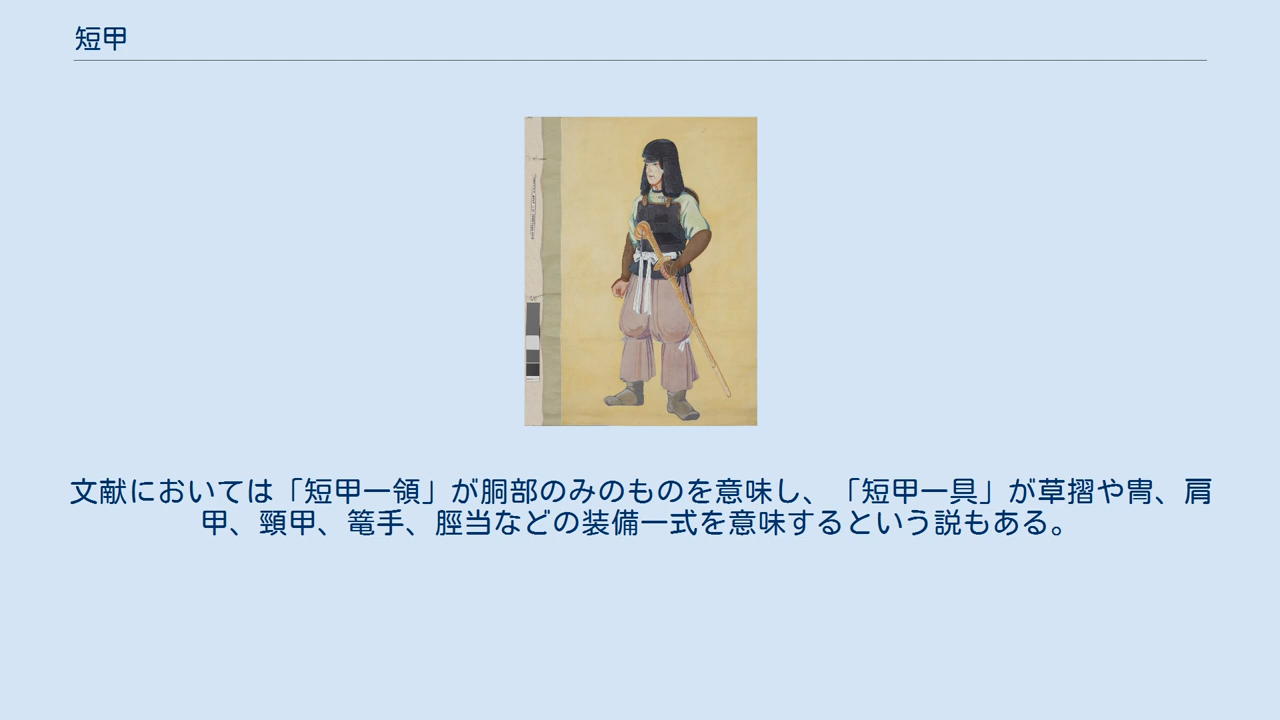 短甲
文献においては「短甲一領」が胴部のみのものを意味し、「短甲一具」が草摺や冑、肩
甲、頸甲、篭手、脛当などの装備一式を意味するという説もある。